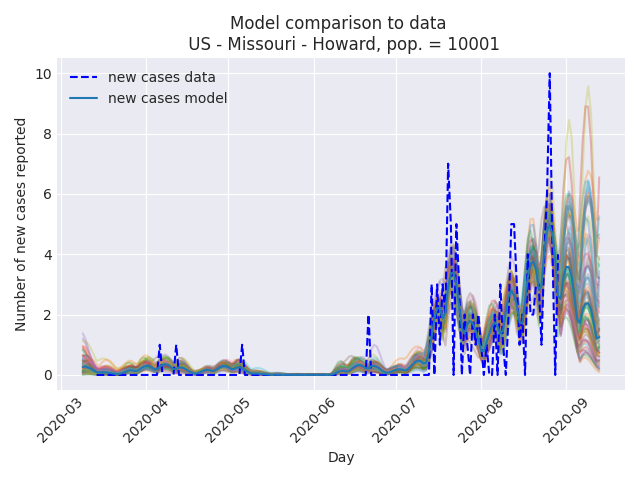 Model comparison to data
US - Missouri - Howard, pop. = 10001
new cases data
new cases model
Number of new cases reported
10
8
6
4
2
0
2020-03
2020-04
2020-05
2020-06
2020-07
2020-08
2020-09
Day